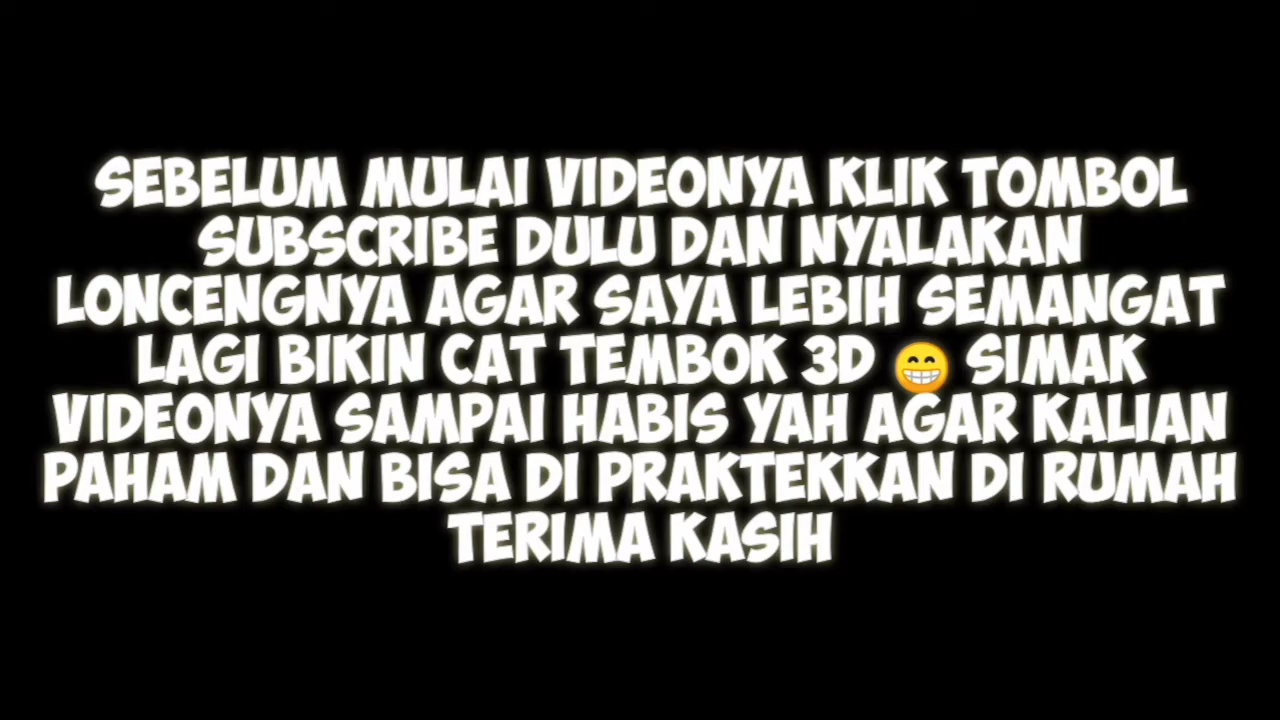 SEBELUM MULAI VIDEONYA KLIK TOMBOL
SUBSCRIBE DULU DAN NYALAKAN
LONCENGNYA AGAR SAYA LEBIH SEMANGAT
LAGI BIKIN CAT TEMBOK 3D 😁 SIMAK
VIDEONYA SAMPAI HABIS YAH AGAR KALIAN
PAHAM DAN BISA DI PRAKTEKKAN DI RUMAH
TERIMA KASIH